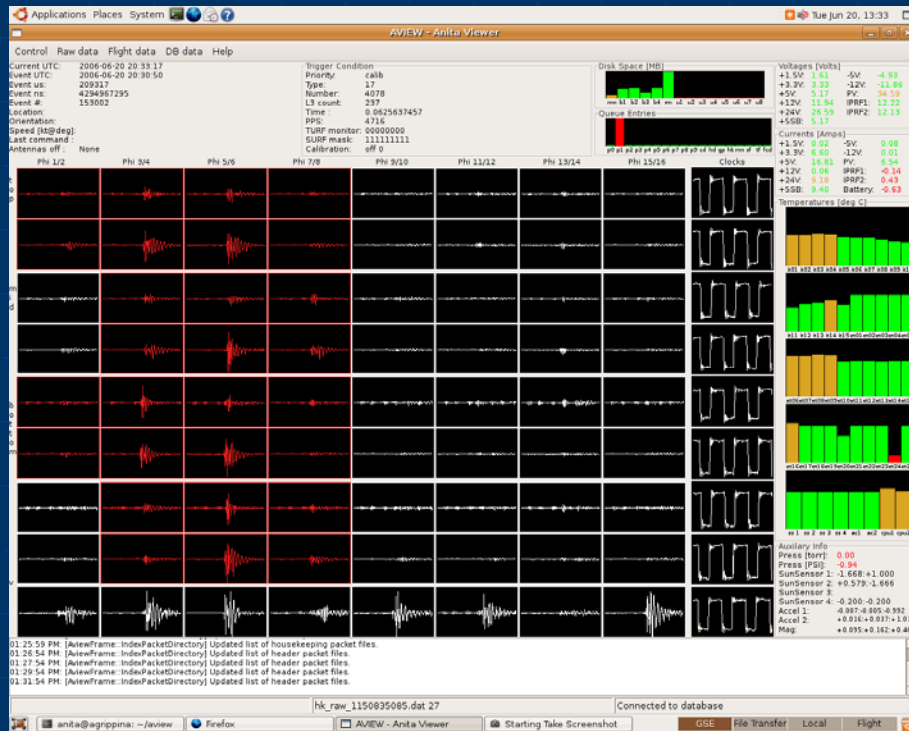 Applications Places System Tue Jun 20, 13:33
AVIEW - Anita Viewer
Control Raw data Flight data DB data Help
Current UTC: 2006-06-20 20:33:17
Event UTC: 2006-06-20 20:30:50
Event us: 209317
Event ns: 4294967295
Event #: 153002
Location:
Orientation:
Speed [kt@deg]:
Last command :
Antennas off : None
Trigger Condition
Priority: calib
Type: 17
Number: 4078
L3 count: 237
Time : 0.0625637457
PPS: 4716
TURF monitor: 00000000
SURF mask: 111111111
Calibration: off 0
Disk Space [MB]
Queue Entries
Voltages [Volts]
+1.5V: 1.61 -5V: -4.93
+3.3V: 3.33 -12V: -11.86
+5V: 5.17 PV: 34.59
+12V: 11.94 IPRF1: 12.22
+24V: 26.59 IPRF2: 12.13
+5SB: 5.17
Currents [Amps]
+1.5V: 0.02 -5V: 0.08
+3.3V: 6.60 -12V: 0.01
+5V: 16.81 PV: 6.54
+12V: 0.06 IPRF1: -0.14
+24V: 9.18 IPRF2: 0.43
+5SB: 9.40 Battery: -0.63
Phi 1/2 Phi 3/4 Phi 5/6 Phi 7/8 Phi 9/10 Phi 11/12 Phi 13/14 Phi 15/16 Clocks
Temperatures [deg C]
Auxilary Info
Press [torr]: 0.00
Press [PSI]: -0.94
SunSensor 1: -1.668:+1.000
SunSensor 2: +0.579:-1.666
SunSensor 3:
SunSensor 4: -0.200:-0.200
Accel 1: -0.007:-0.005:-0.992
Accel 2:
Mag:
01:25:59 PM: [AviewFrame::IndexPacketDirectory] Updated list of housekeeping packet files.
01:26:54 PM: [AviewFrame::IndexPacketDirectory] Updated list of header packet files.
01:27:54 PM: [AviewFrame::IndexPacketDirectory] Updated list of header packet files.
01:29:54 PM: [AviewFrame::IndexPacketDirectory] Updated list of header packet files.
01:31:54 PM: [AviewFrame::IndexPacketDirectory] Updated list of header packet files.
hk_raw_1150835085.dat 27 Connected to database
anita@agrippina: ~/aview Firefox AVIEW - Anita Viewer Starting Take Screenshot GSE File Transfer Local Flight